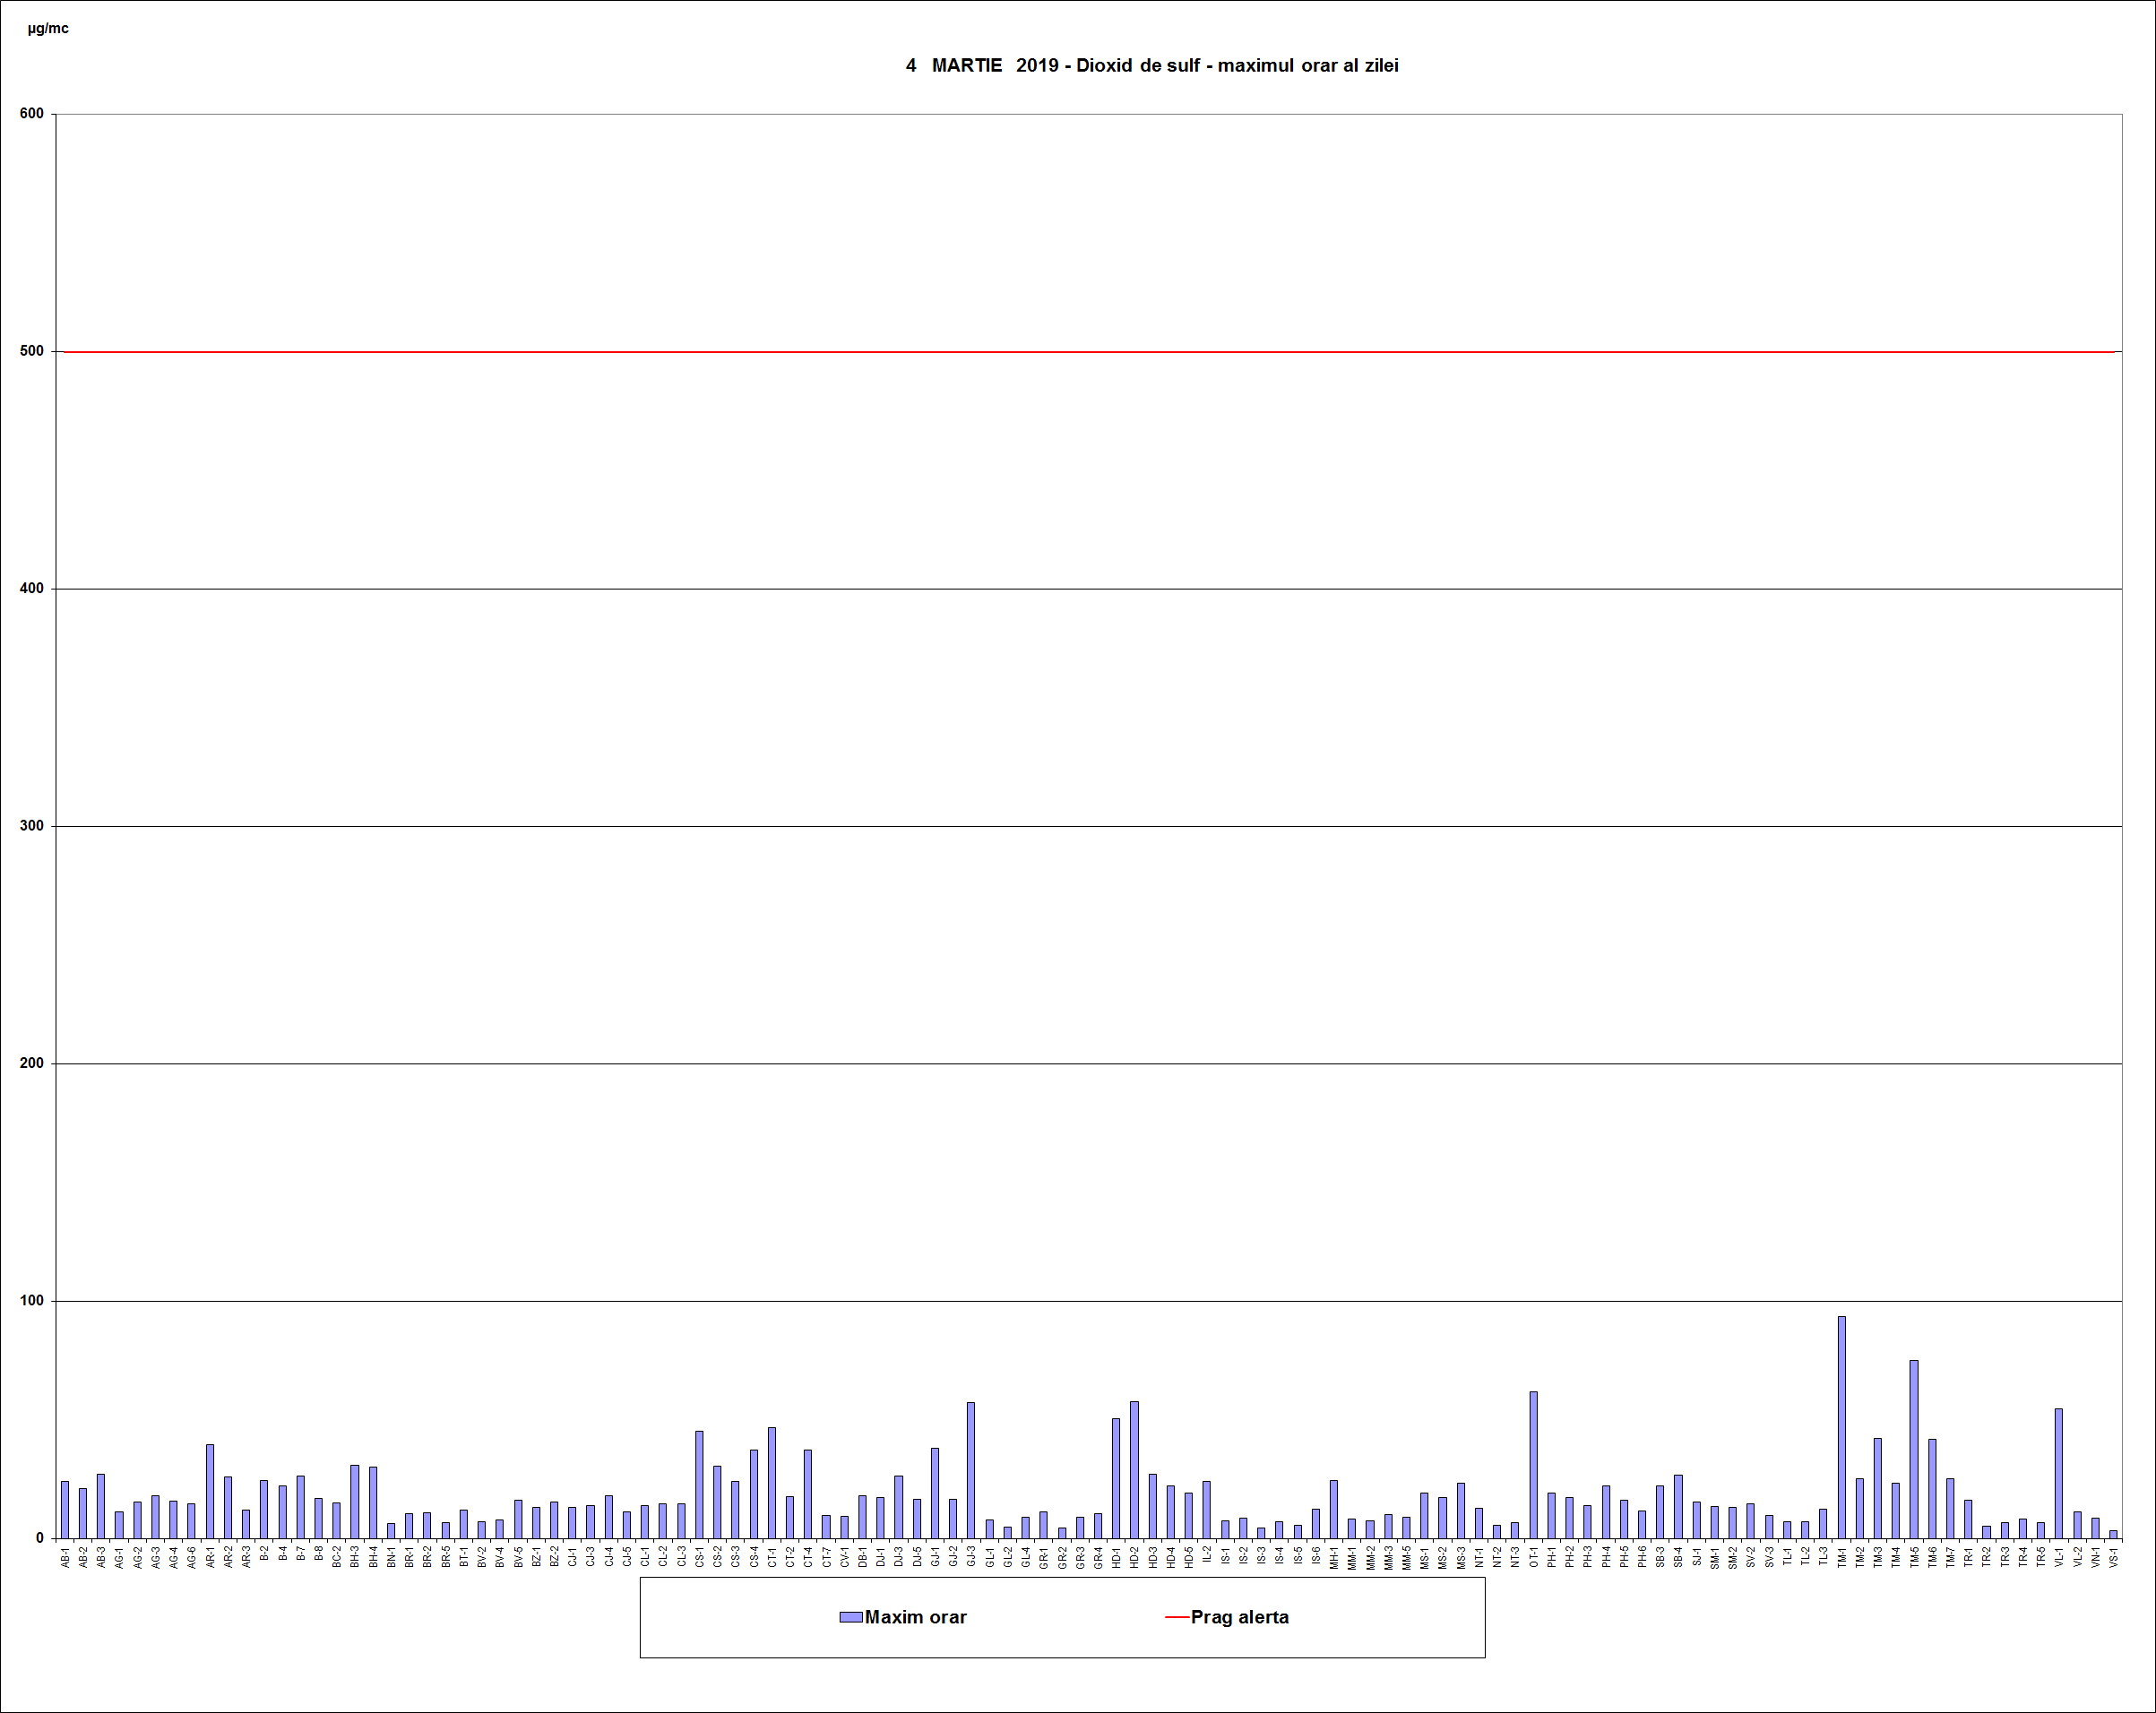 µg/mc
4 MARTIE 2019 - Dioxid de sulf - maximul orar al zilei
600
500
400
300
200
100
0
AB-1 AB-2 AB-3 AG-1 AG-2 AG-3 AG-4 AG-6 AR-1 AR-2 AR-3 B-2 B-4 B-7 B-8 BC-2 BH-3 BH-4 BN-1 BR-1 BR-2 BR-5 BT-1 BV-2 BV-4 BV-5 BZ-1 BZ-2 CJ-1 CJ-3 CJ-4 CJ-5 CL-1 CL-2 CL-3 CS-1 CS-2 CS-3 CS-4 CT-1 CT-2 CT-4 CT-7 CV-1 DB-1 DJ-1 DJ-3 DJ-5 GJ-1 GJ-2 GJ-3 GL-1 GL-2 GL-4 GR-1 GR-2 GR-3 GR-4 HD-1 HD-2 HD-3 HD-4 HD-5 IL-2 IS-1 IS-2 IS-3 IS-4 IS-5 IS-6 MH-1 MM-1 MM-2 MM-3 MM-5 MS-1 MS-2 MS-3 NT-1 NT-2 NT-3 OT-1 PH-1 PH-2 PH-3 PH-4 PH-5 PH-6 SB-3 SB-4 SJ-1 SM-1 SM-2 SV-2 SV-3 TL-1 TL-2 TL-3 TM-1 TM-2 TM-3 TM-4 TM-5 TM-6 TM-7 TR-1 TR-2 TR-3 TR-4 TR-5 VL-1 VL-2 VN-1 VS-1
Maxim orar Prag alerta